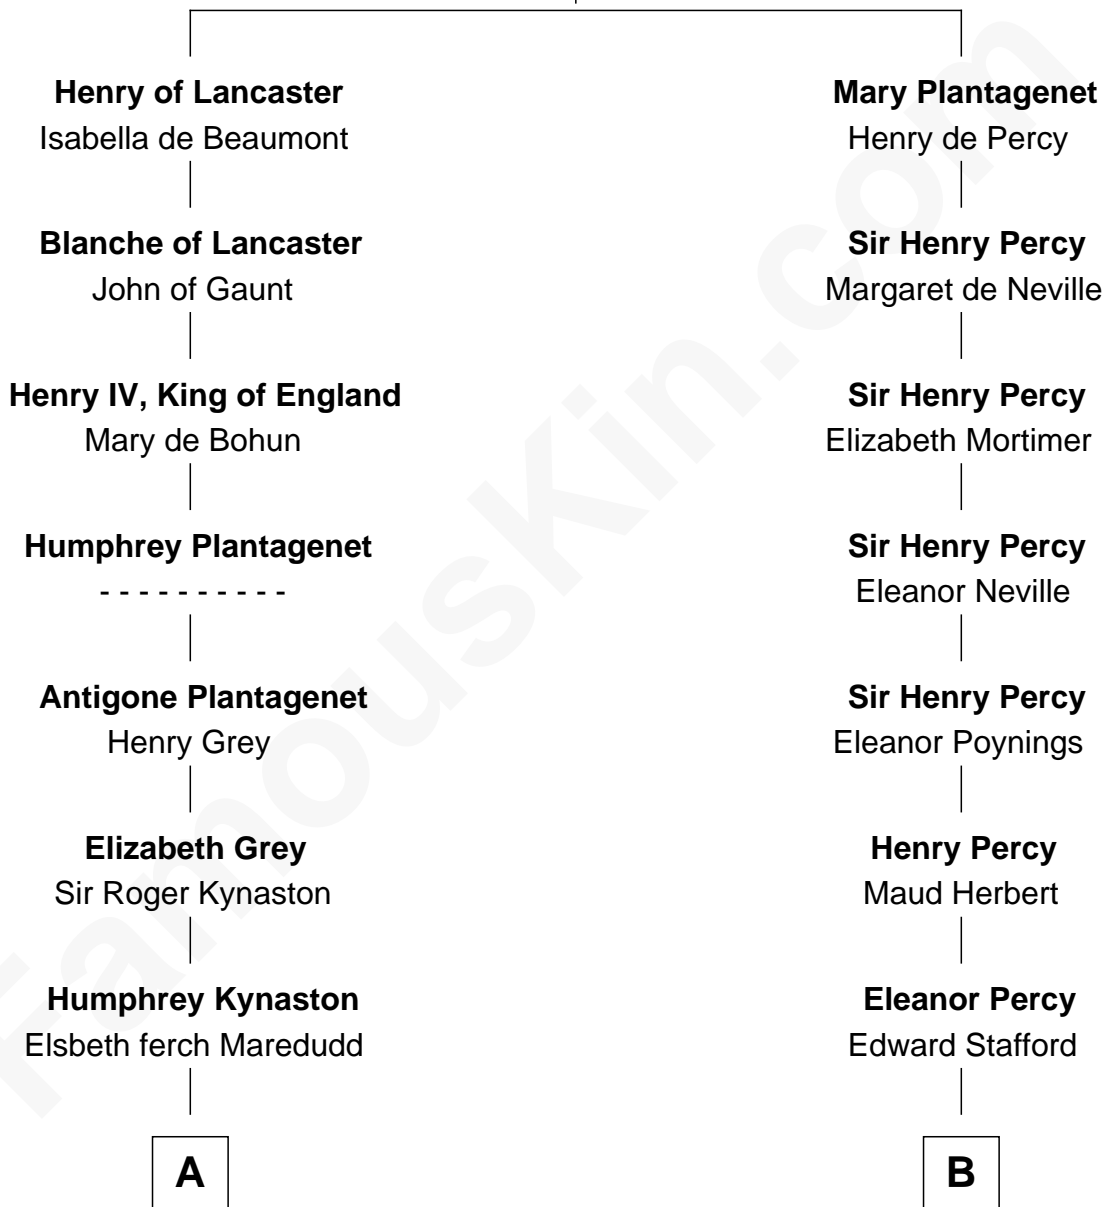 Henry of Lancaster
Isabella de Beaumont
Blanche of Lancaster
John of Gaunt
Henry IV, King of England
Mary de Bohun
Humphrey Plantagenet
- - - - - - - - - -
Antigone Plantagenet
Henry Grey
Elizabeth Grey
Sir Roger Kynaston
Humphrey Kynaston
Elsbeth ferch Maredudd
A
Mary Plantagenet
Henry de Percy
Sir Henry Percy
Margaret de Neville
Sir Henry Percy
Elizabeth Mortimer
Sir Henry Percy
Eleanor Neville
Sir Henry Percy
Eleanor Poynings
Henry Percy
Maud Herbert
Eleanor Percy
Edward Stafford
B
FamousKin.com